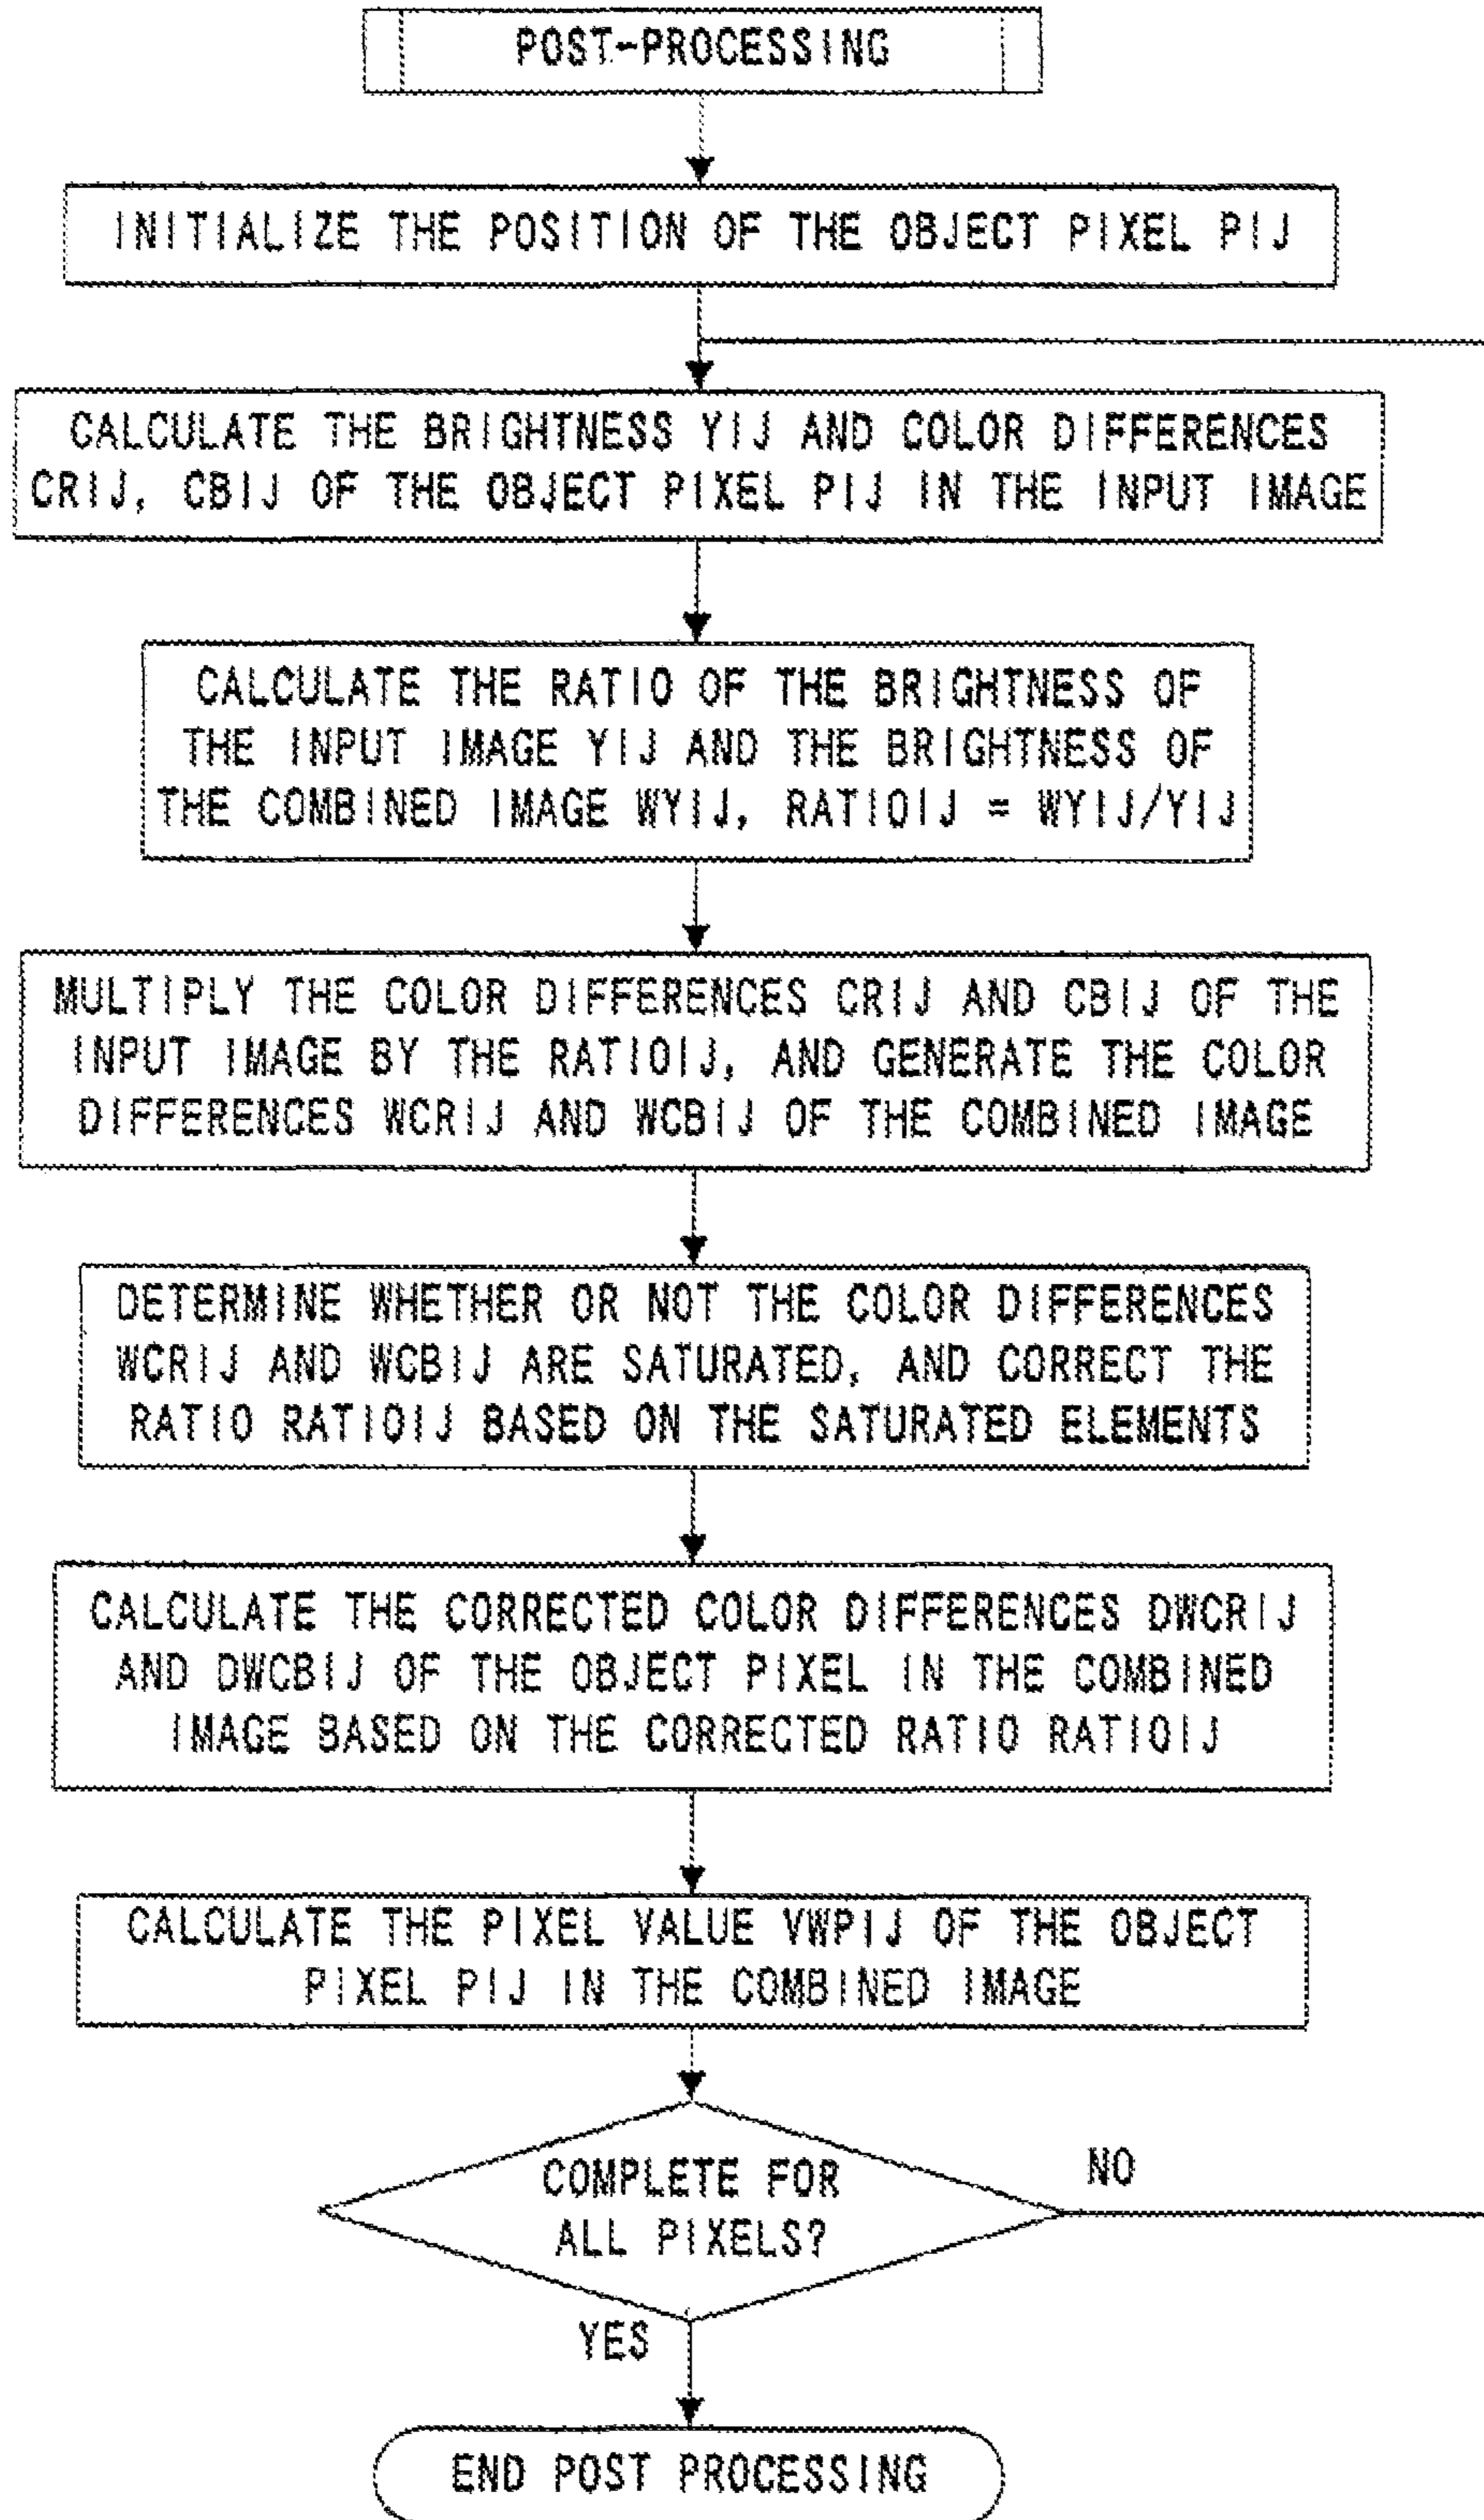 POST-PROCESSING
INITIALIZE THE POSITION OF THE OBJECT PIXEL PIJ
CALCULATE THE BRIGHTNESS YIJ AND COLOR DIFFERENCES
CRIJ, CBIJ OF THE OBJECT PIXEL PIJ IN THE INPUT IMAGE
CALCULATE THE RATIO OF THE BRIGHTNESS OF
THE INPUT IMAGE YIJ AND THE BRIGHTNESS OF
THE COMBINED IMAGE WYIJ, RATIOIJ = WYIJ/YIJ
MULTIPLY THE COLOR DIFFERENCES CRIJ AND CBIJ OF THE
INPUT IMAGE BY THE RATIOIJ, AND GENERATE THE COLOR
DIFFERENCES WCRIJ AND WCBIJ OF THE COMBINED IMAGE
DETERMINE WHETHER OR NOT THE COLOR DIFFERENCES
WCRIJ AND WCBIJ ARE SATURATED, AND CORRECT THE
RATIO RATIOIJ BASED ON THE SATURATED ELEMENTS
CALCULATE THE CORRECTED COLOR DIFFERENCES DWCRIJ
AND DWCBIJ OF THE OBJECT PIXEL IN THE COMBINED
IMAGE BASED ON THE CORRECTED RATIO RATIOIJ
CALCULATE THE PIXEL VALUE VWPIJ OF THE OBJECT
PIXEL PIJ IN THE COMBINED IMAGE
COMPLETE FOR
ALL PIXELS?
NO
YES
END POST PROCESSING